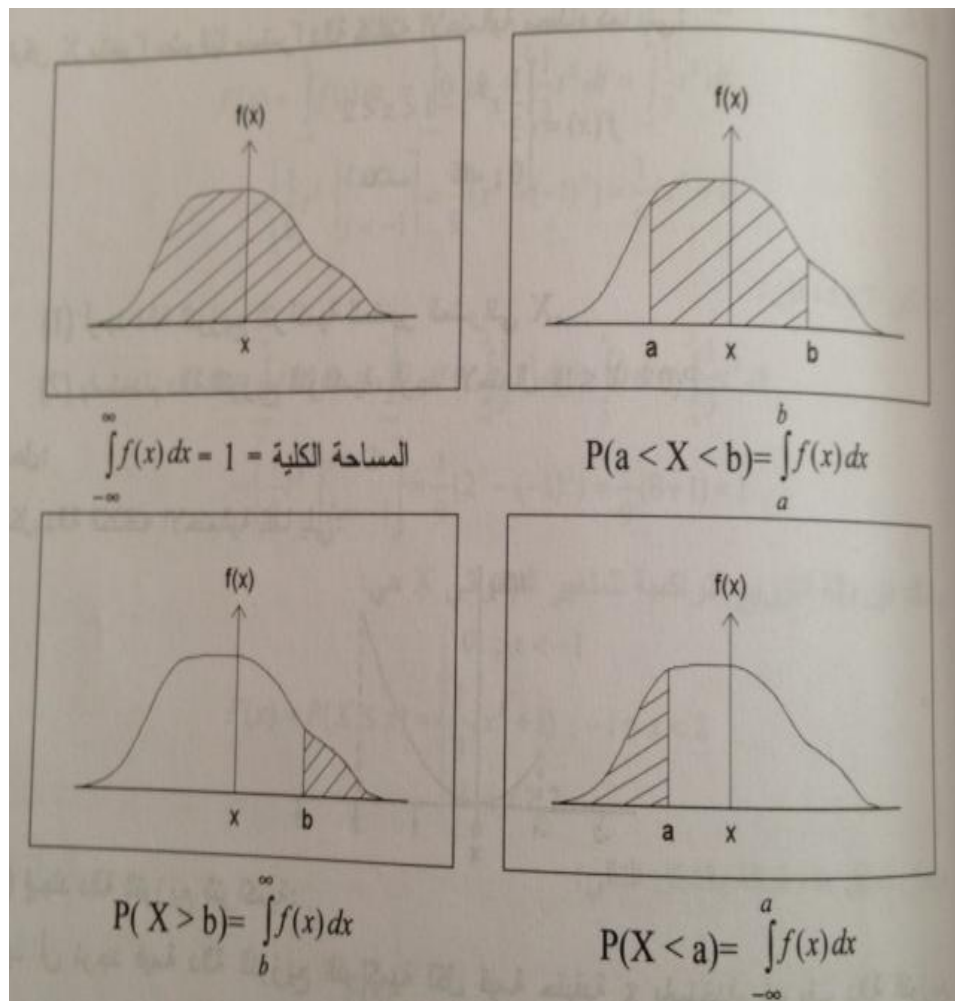 f(x)
x
∞
∫ f(x) dx = 1 = المساحة الكلية
-∞
f(x)
a x b
b
P(a < X < b)= ∫ f(x) dx
a
f(x)
x b
∞
P( X > b)= ∫ f(x) dx
b
f(x)
a x
a
P(X < a)= ∫ f(x) dx
-∞